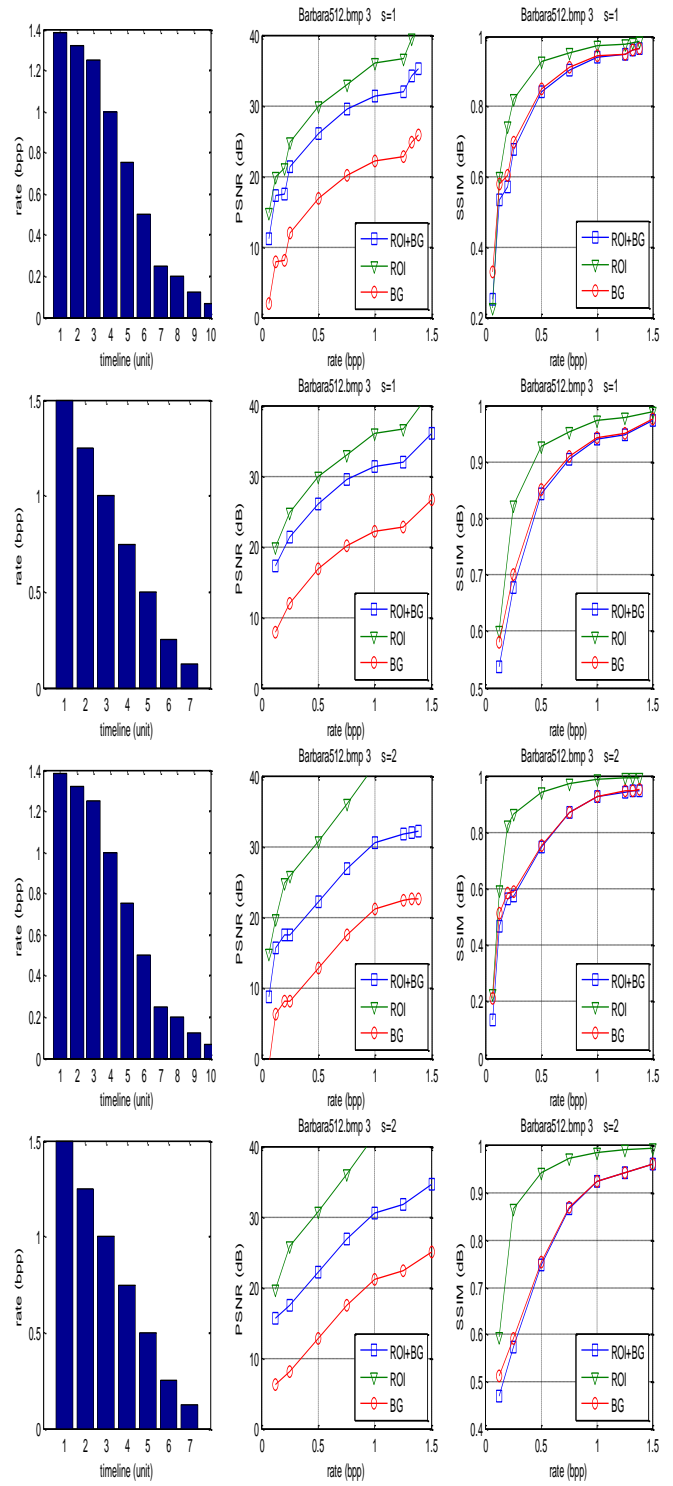 Barbara512.bmp 3 s=1
Barbara512.bmp 3 s=1
1.4
1.2
1
0.8
0.6
0.4
0.2
0
rate (bpp)
1 2 3 4 5 6 7 8 9 10
timeline (unit)
40
30
20
10
0
PSNR (dB)
ROI+BG
ROI
BG
0 0.5 1 1.5
rate (bpp)
1
0.8
0.6
0.4
0.2
SSIM (dB)
ROI+BG
ROI
BG
0 0.5 1 1.5
rate (bpp)
Barbara512.bmp 3 s=1
Barbara512.bmp 3 s=1
1.5
1
0.5
0
rate (bpp)
1 2 3 4 5 6 7
timeline (unit)
40
30
20
10
0
PSNR (dB)
ROI+BG
ROI
BG
0 0.5 1 1.5
rate (bpp)
1
0.9
0.8
0.7
0.6
0.5
SSIM (dB)
ROI+BG
ROI
BG
0 0.5 1 1.5
rate (bpp)
Barbara512.bmp 3 s=2
Barbara512.bmp 3 s=2
1.4
1.2
1
0.8
0.6
0.4
0.2
0
rate (bpp)
1 2 3 4 5 6 7 8 9 10
timeline (unit)
40
30
20
10
0
PSNR (dB)
ROI+BG
ROI
BG
0 0.5 1 1.5
rate (bpp)
1
0.8
0.6
0.4
0.2
0
SSIM (dB)
ROI+BG
ROI
BG
0 0.5 1 1.5
rate (bpp)
Barbara512.bmp 3 s=2
Barbara512.bmp 3 s=2
1.5
1
0.5
0
rate (bpp)
1 2 3 4 5 6 7
timeline (unit)
40
30
20
10
0
PSNR (dB)
ROI+BG
ROI
BG
0 0.5 1 1.5
rate (bpp)
1
0.9
0.8
0.7
0.6
0.5
0.4
SSIM (dB)
ROI+BG
ROI
BG
0 0.5 1 1.5
rate (bpp)